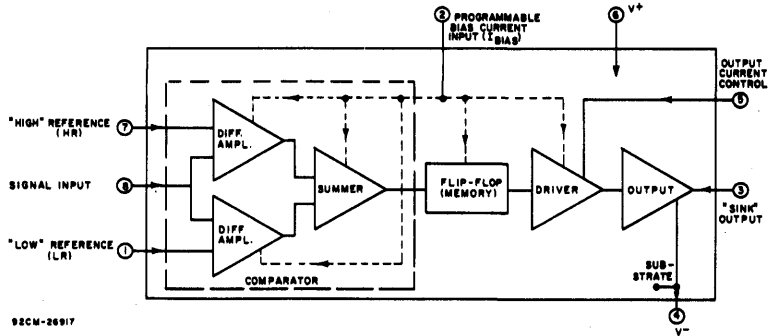 ② PROGRAMMABLE
BIAS CURRENT
INPUT (I BIAS)
⑥ V+
OUTPUT
CURRENT
CONTROL
⑤
"HIGH" REFERENCE
(HR)
⑦
DIFF.
AMPL.
SIGNAL INPUT
⑧
SUMMER
FLIP-FLOP
(MEMORY)
DRIVER
OUTPUT
③
"SINK"
OUTPUT
"LOW" REFERENCE
(LR)
①
DIFF
AMPL.
COMPARATOR
SUB-
STRATE
④
V-
92CM-26917